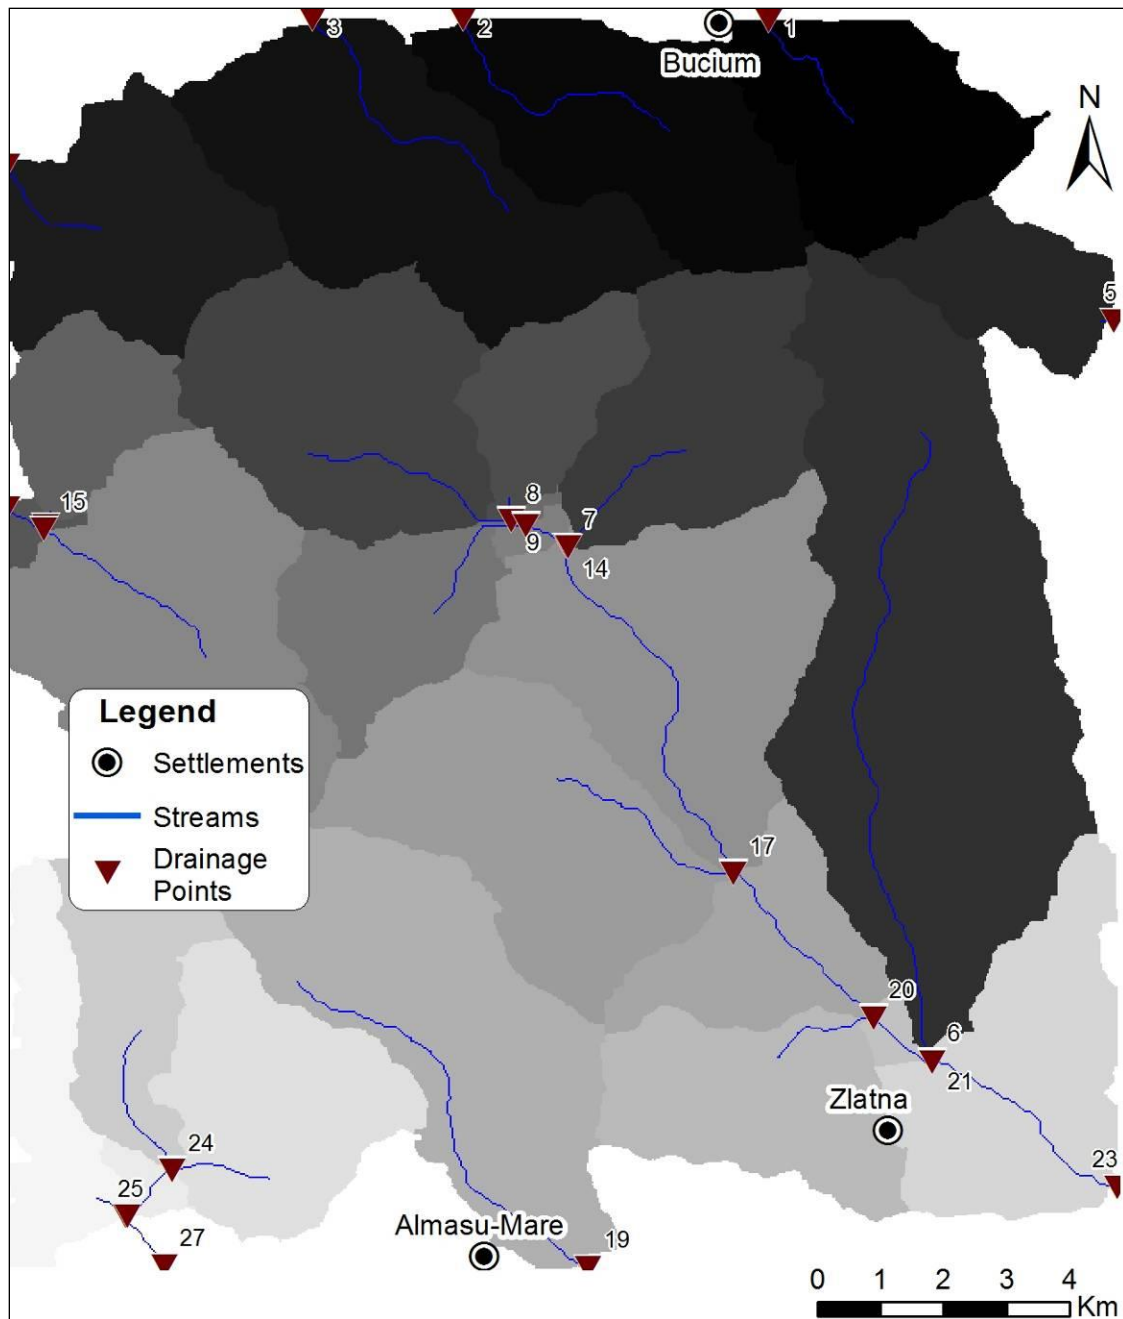 3
2
1
Bucium
N
5
15
8
7
9
14
Legend
Settlements
Streams
Drainage
Points
17
20
6
21
Zlatna
24
23
25
Almasu-Mare
27
19
0 1 2 3 4
Km